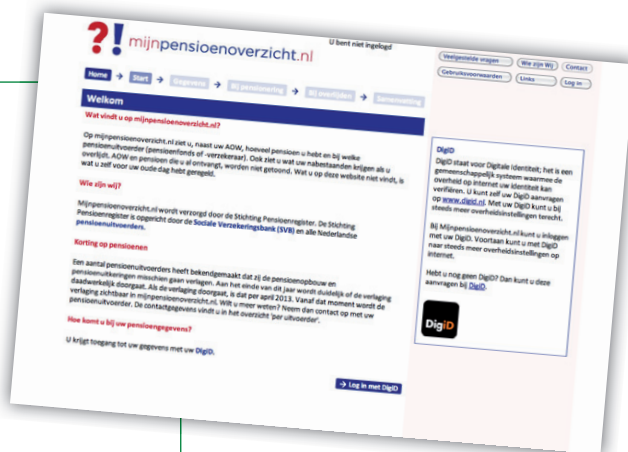 ?! mijnpensioenoverzicht.nl
U bent niet ingelogd
Veelgestelde vragen
Wie zijn Wij
Contact
Gebruiksvoorwaarden
Links
Log in
Home → Start → Gegevens → Bij pensionering → Bij overlijden → Samenvatting
Welkom
Wat vindt u op mijnpensioenoverzicht.nl?
Op mijnpensioenoverzicht.nl ziet u, naast uw AOW, hoeveel pensioen u hebt en bij welke
pensioenuitvoerder (pensioenfonds of -verzekeraar). Ook ziet u wat uw nabestaanden krijgen als u
overlijdt, AOW en pensioen die u al ontvangt, worden niet getoond. Wat u op deze website niet vindt, is
wat u zelf voor uw oude dag hebt geregeld.
Wie zijn wij?
Mijnpensioenoverzicht.nl wordt verzorgd door de Stichting Pensioenregister. De Stichting
Pensioenregister is opgericht door de Sociale Verzekeringsbank (SVB) en alle Nederlandse
pensioenuitvoerders.
Korting op pensioenen
Een aantal pensioenuitvoerders heeft bekendgemaakt dat zij de pensioenopbouw en
pensioenuitkeringen misschien gaan verlagen. Aan het einde van dit jaar wordt duidelijk of de verlaging
daadwerkelijk doorgaat. Als de verlaging doorgaat, is dat per april 2013. Vanaf dat moment wordt de
verlaging zichtbaar in mijnpensioenoverzicht.nl. Wilt u meer weten? Neem dan contact op met uw
pensioenuitvoerder. De contactgegevens vindt u in het overzicht 'per uitvoerder'.
Hoe komt u bij uw pensioengegevens?
U krijgt toegang tot uw gegevens met uw DigiD.
→ Log in met DigiD
DigiD
DigiD staat voor Digitale Identiteit; het is een
gemeenschappelijk systeem waarmee de
overheid op internet uw identiteit kan
verifiëren. U kunt zelf uw DigiD aanvragen
op www.digid.nl. Met uw DigiD kunt u bij
steeds meer overheidsinstellingen terecht.
Bij Mijnpensioenoverzicht.nl kunt u inloggen
met uw DigiD. Voortaan kunt u met DigiD
naar steeds meer overheidsinstellingen op
internet.
Hebt u nog geen DigiD? Dan kunt u deze
aanvragen bij DigiD.
DigiD